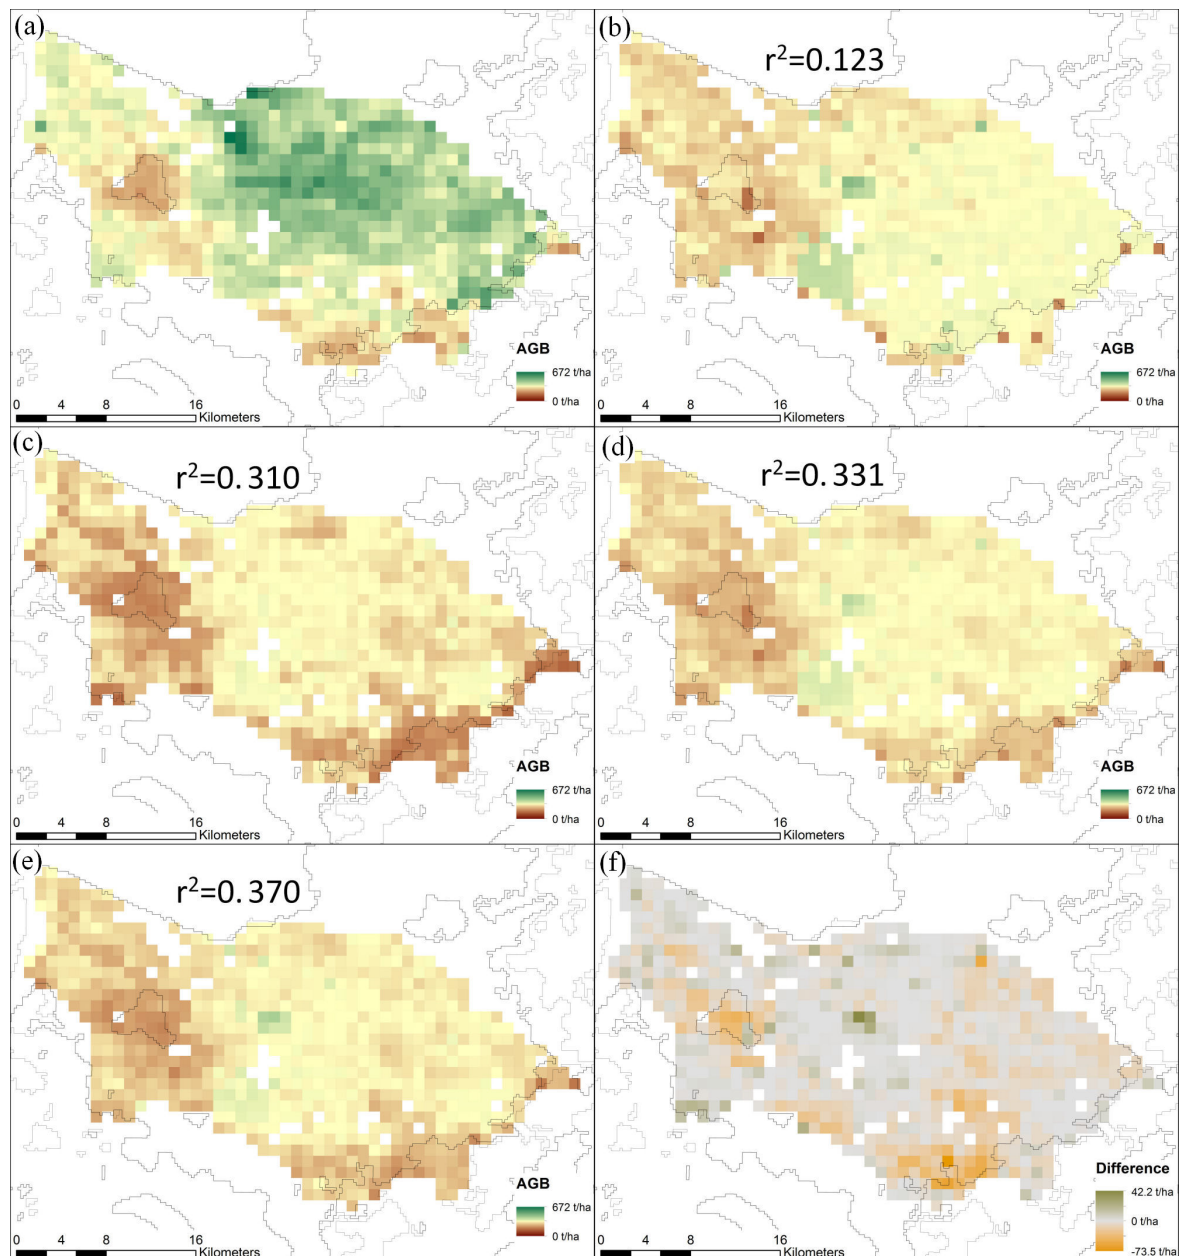 (a)
AGB
672 t/ha
0 t/ha
0 4 8 16
Kilometers
(b)
r²=0.123
AGB
672 t/ha
0 t/ha
0 4 8 16
Kilometers
(c)
r²=0.310
AGB
672 t/ha
0 t/ha
0 4 8 16
Kilometers
(d)
r²=0.331
AGB
672 t/ha
0 t/ha
0 4 8 16
Kilometers
(e)
r²=0.370
AGB
672 t/ha
0 t/ha
0 4 8 16
Kilometers
(f)
Difference
42.2 t/ha
0 t/ha
-73.5 t/ha
0 4 8 16
Kilometers